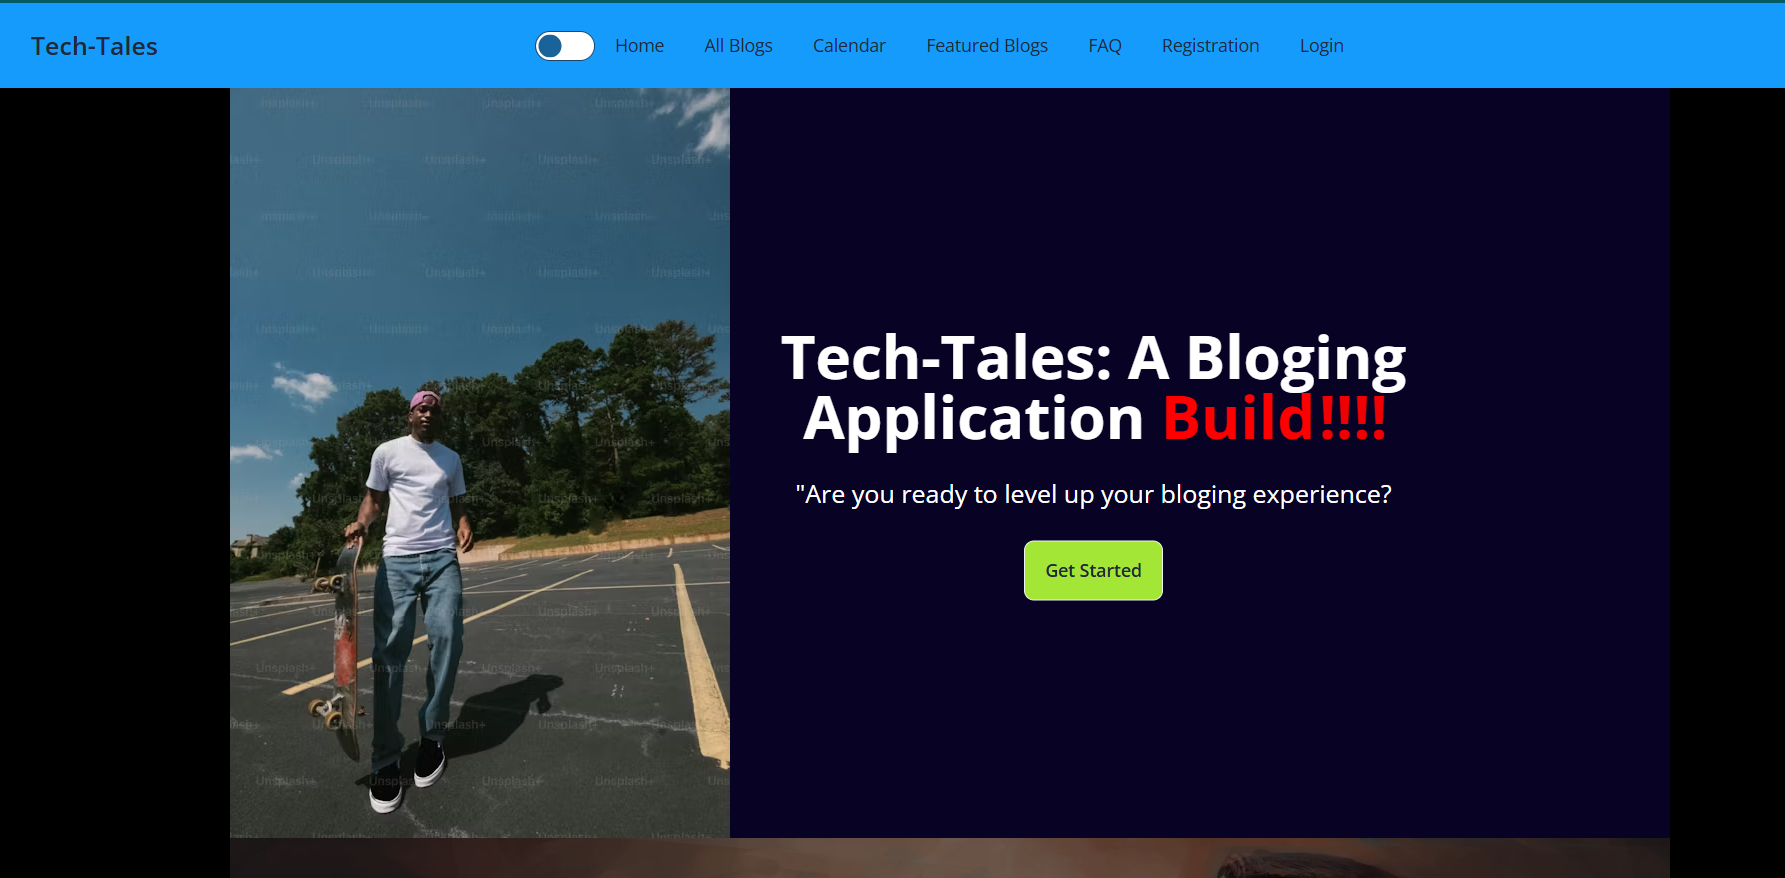 Tech-Tales
Home All Blogs Calendar Featured Blogs FAQ Registration Login
Tech-Tales: A Bloging
Application Build!!!!
"Are you ready to level up your bloging experience?
Get Started
Unsplash+